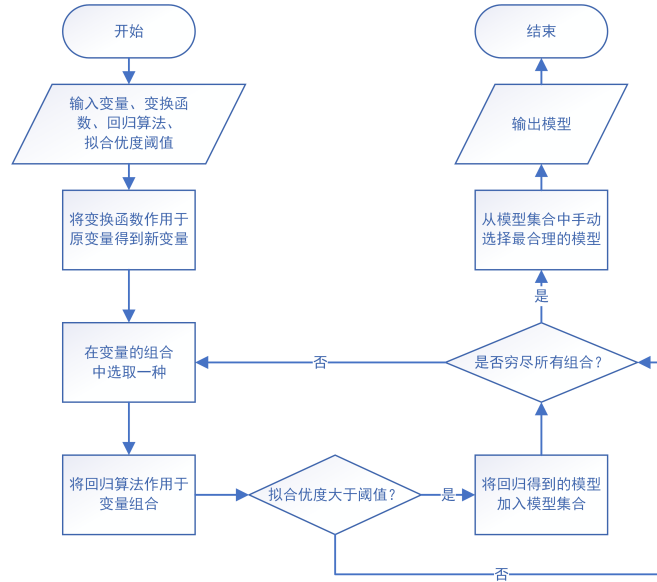 开始
输入变量、变换函
数、回归算法、
拟合优度阈值
将变换函数作用于
原变量得到新变量
在变量的组合
中选取一种
将回归算法作用于
变量组合
拟合优度大于阈值？
是
否
将回归得到的模型
加入模型集合
是否穷尽所有组合？
否
是
从模型集合中手动
选择最合理的模型
输出模型
结束